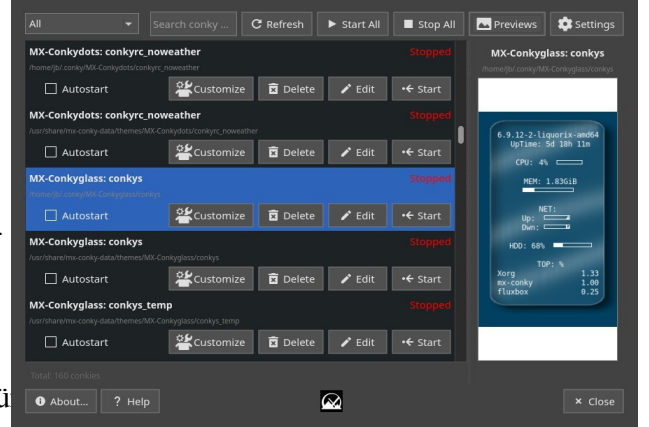 All Search conky ... Refresh Start All Stop All Previews Settings
MX-Conkydots: conkyrc_noweather Stopped
/home/jb/.conky/MX-Conkydots/conkyrc_noweather
Autostart Customize Delete Edit Start
MX-Conkydots: conkyrc_noweather Stopped
/usr/share/mx-conky-data/themes/MX-Conkydots/conkyrc_noweather
Autostart Customize Delete Edit Start
MX-Conkyglass: conkys Stopped
/home/jb/.conky/MX-Conkyglass/conkys
Autostart Customize Delete Edit Start
MX-Conkyglass: conkys Stopped
/usr/share/mx-conky-data/themes/MX-Conkyglass/conkys
Autostart Customize Delete Edit Start
MX-Conkyglass: conkys_temp Stopped
/usr/share/mx-conky-data/themes/MX-Conkyglass/conkys_temp
Autostart Customize Delete Edit Start
Total: 160 conkies
MX-Conkyglass: conkys
/home/jb/.conky/MX-Conkyglass/conkys
6.9.12-2-liquorix-amd64
UpTime: 5d 18h 11m
CPU: 4%
MEM: 1.83GiB
NET:
Up:
Dwn:
HDD: 68%
TOP: %
Xorg 1.33
mx-conky 1.00
fluxbox 0.25
About... ? Help × Close